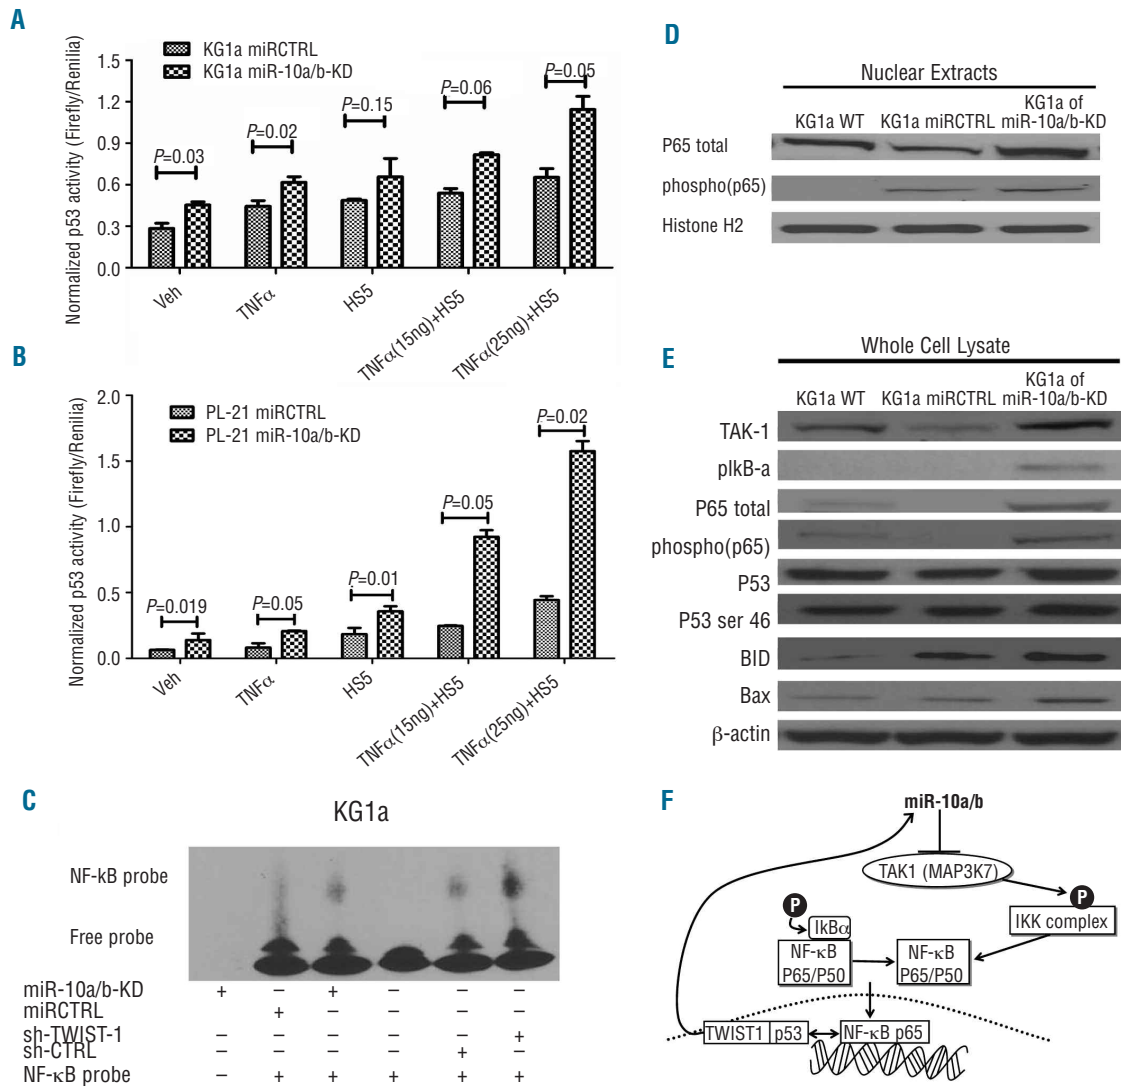 A
Normalized p53 activity (Firefly/Renilia)
KG1a miRCTRL
KG1a miR-10a/b-KD
1.5
1.2
0.9
0.6
0.3
0.0
P=0.03
P=0.02
P=0.15
P=0.06
P=0.05
Veh
TNFα
HS5
TNFα(15ng)+HS5
TNFα(25ng)+HS5
B
Normalized p53 activity (Firefly/Renilia)
PL-21 miRCTRL
PL-21 miR-10a/b-KD
2.0
1.5
1.0
0.5
0.0
P=0.019
P=0.05
P=0.01
P=0.05
P=0.02
Veh
TNFα
HS5
TNFα(15ng)+HS5
TNFα(25ng)+HS5
C
KG1a
NF-kB probe
Free probe
miR-10a/b-KD + – + – – –
miRCTRL – + – – – –
sh-TWIST-1 – – – – – +
sh-CTRL – – – – + –
NF-κB probe – + + + + +
D
Nuclear Extracts
KG1a WT KG1a miRCTRL KG1a of miR-10a/b-KD
P65 total
phospho(p65)
Histone H2
E
Whole Cell Lysate
KG1a WT KG1a miRCTRL KG1a of miR-10a/b-KD
TAK-1
pIkB-a
P65 total
phospho(p65)
P53
P53 ser 46
BID
Bax
β-actin
F
miR-10a/b
TAK1 (MAP3K7)
P
IKK complex
P
IkBα
NF-κB
P65/P50
NF-κB
P65/P50
TWIST1 p53
NF-κB p65